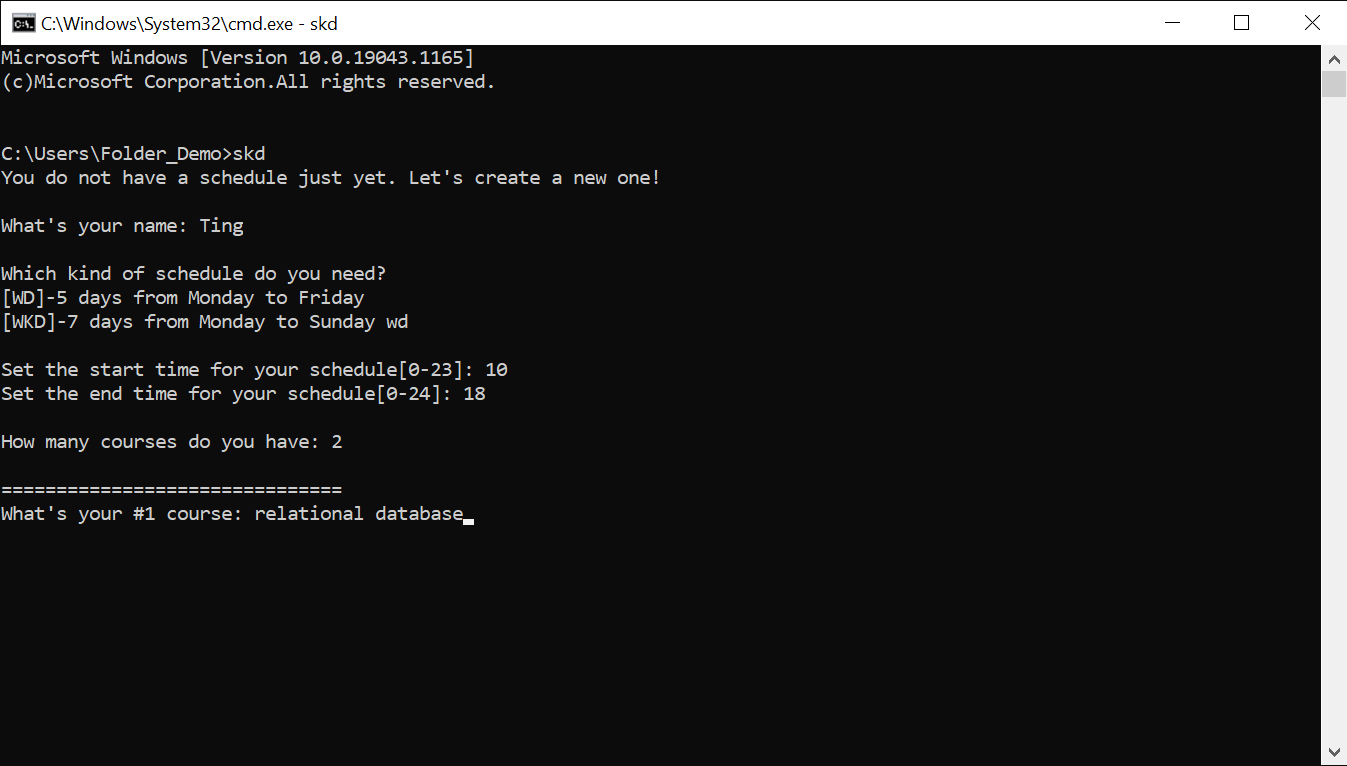 C:\Windows\System32\cmd.exe - skd
Microsoft Windows [Version 10.0.19043.1165]
(c)Microsoft Corporation.All rights reserved.
C:\Users\Folder_Demo>skd
You do not have a schedule just yet. Let's create a new one!
What's your name: Ting
Which kind of schedule do you need?
[WD]-5 days from Monday to Friday
[WKD]-7 days from Monday to Sunday wd
Set the start time for your schedule[0-23]: 10
Set the end time for your schedule[0-24]: 18
How many courses do you have: 2
===============================
What's your #1 course: relational database